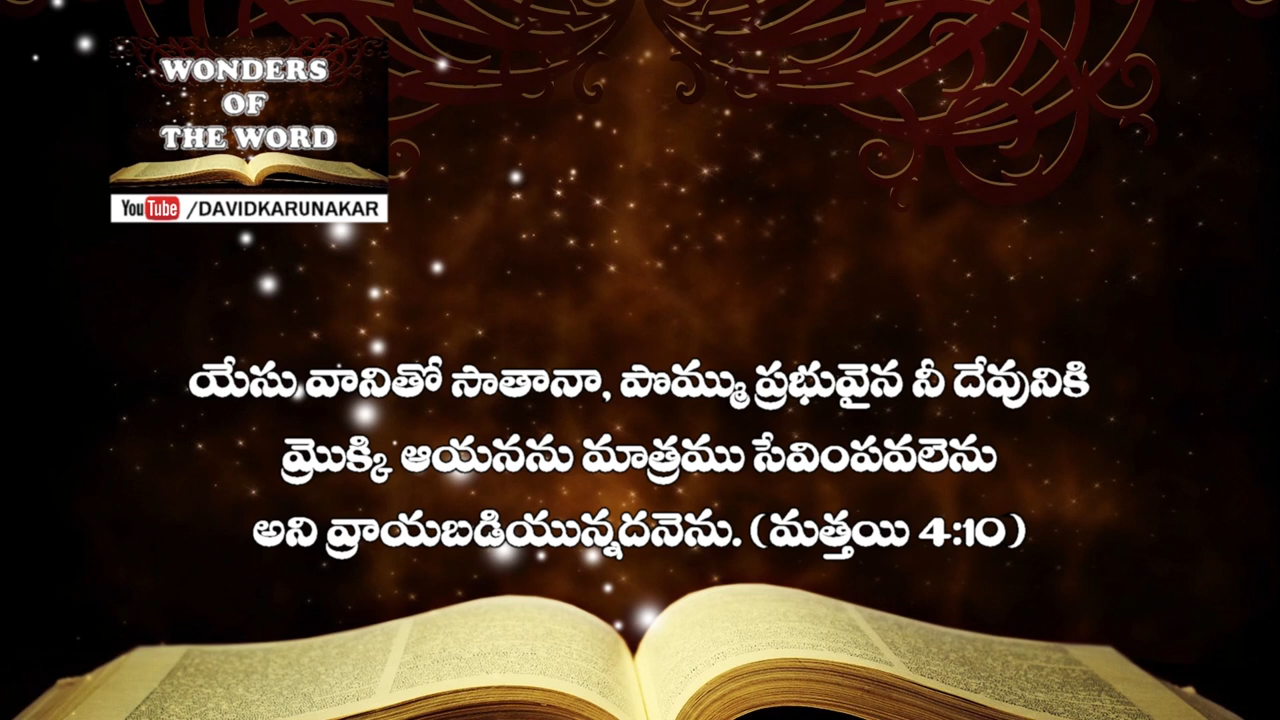 WONDERS
OF
THE WORD
YouTube /DAVIDKARUNAKAR
యేసు వానితో సాతానా, పొమ్ము ప్రభువైన నీ దేవునికి
మ్రొక్కి ఆయనను మాత్రము సేవింపవలెను
అని వ్రాయబడియున్నదనెను. (మత్తయి 4:10)